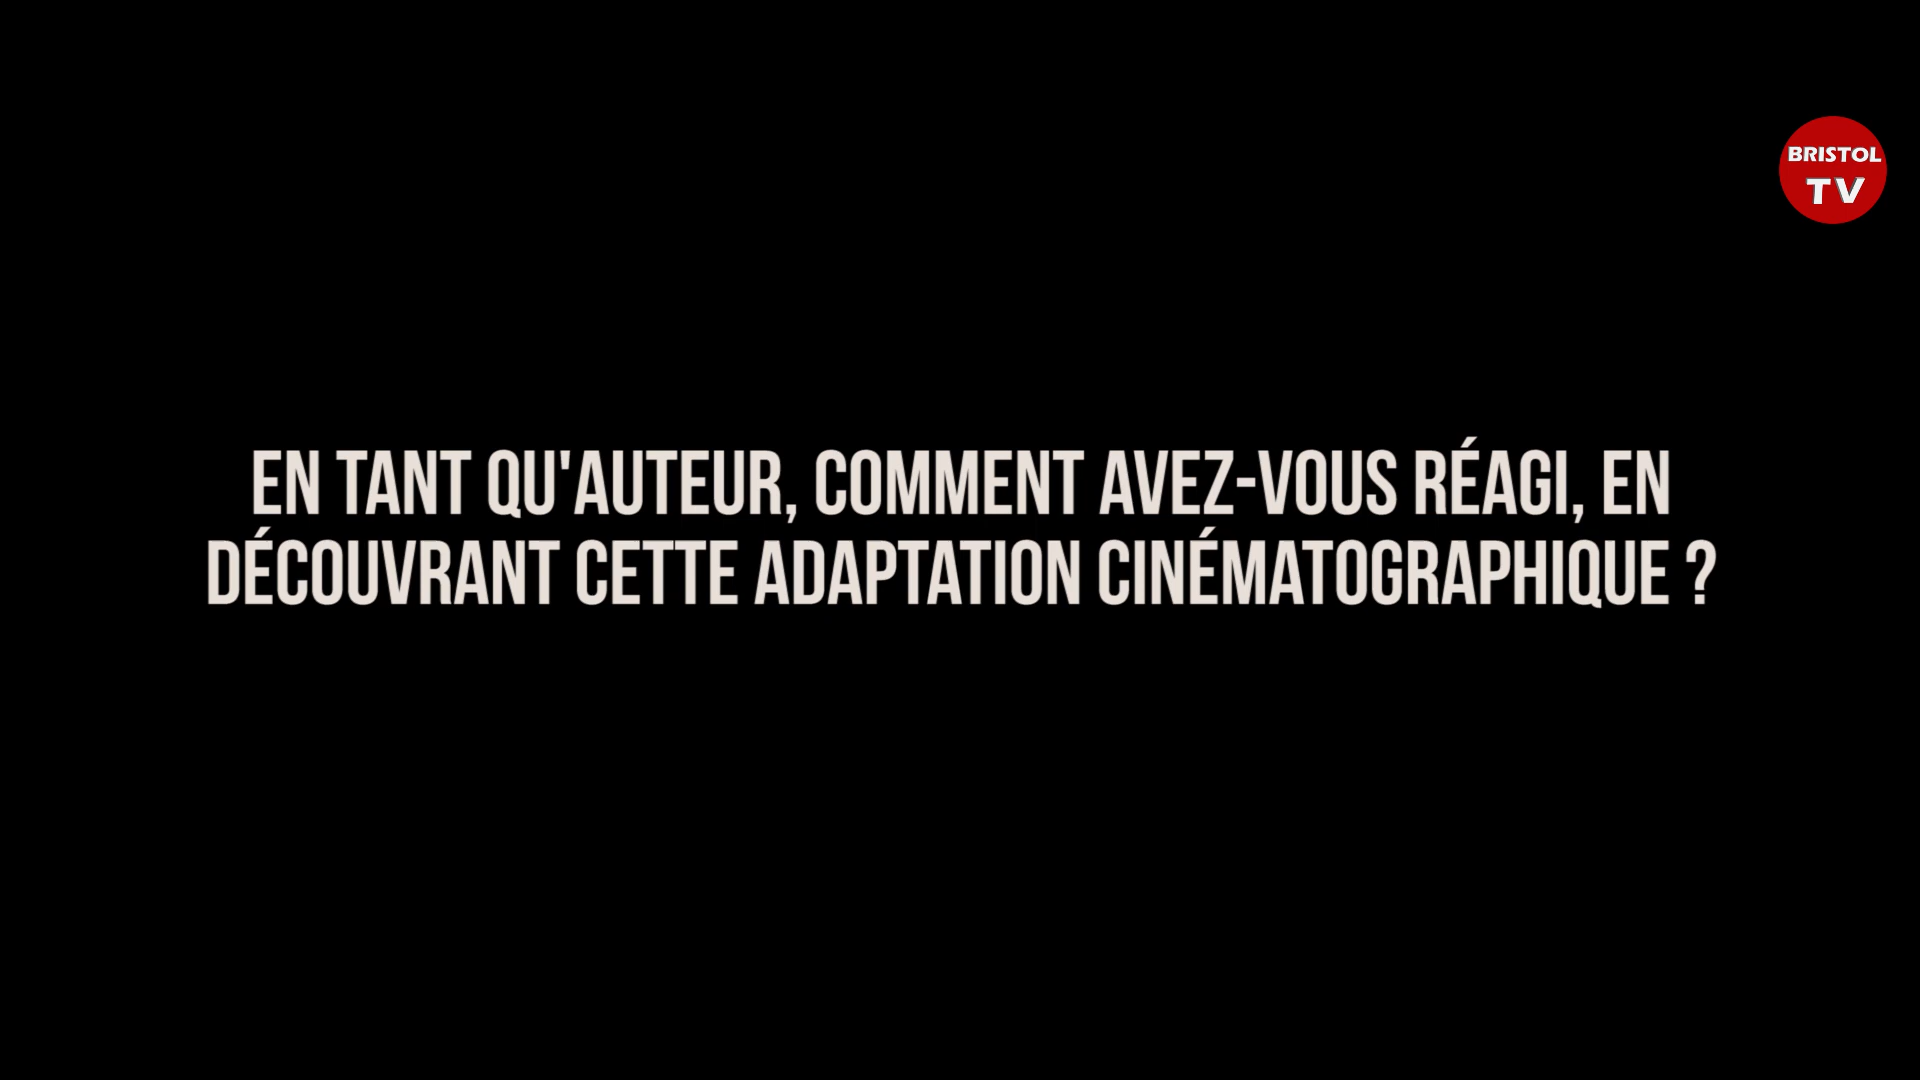 BRISTOL
TV
EN TANT QU'AUTEUR, COMMENT AVEZ-VOUS RÉAGI, EN
DÉCOUVRANT CETTE ADAPTATION CINÉMATOGRAPHIQUE ?